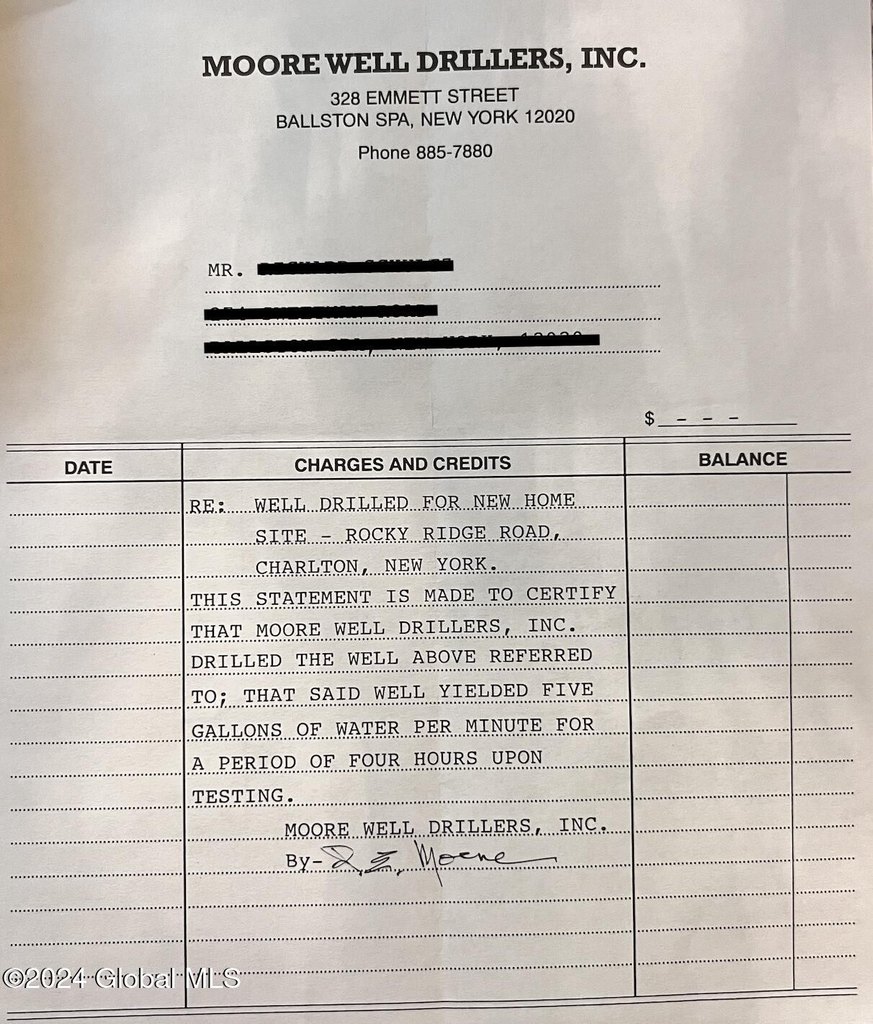 MOORE WELL DRILLERS, INC.
328 EMMETT STREET
BALLSTON SPA, NEW YORK 12020
Phone 885-7880
MR.
$ - - -
DATE CHARGES AND CREDITS BALANCE
RE: WELL DRILLED FOR NEW HOME
SITE - ROCKY RIDGE ROAD,
CHARLTON, NEW YORK.
THIS STATEMENT IS MADE TO CERTIFY
THAT MOORE WELL DRILLERS, INC.
DRILLED THE WELL ABOVE REFERRED
TO; THAT SAID WELL YIELDED FIVE
GALLONS OF WATER PER MINUTE FOR
A PERIOD OF FOUR HOURS UPON
TESTING.
MOORE WELL DRILLERS, INC.
By- Moore
©2024 Global MLS